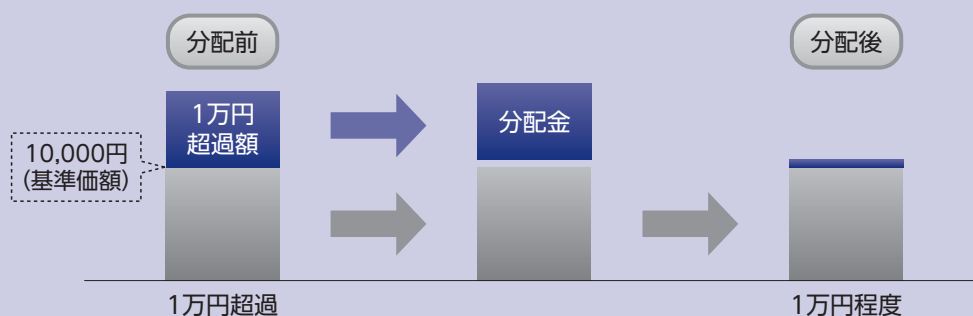 分配前
分配後
1万円
超過額
分配金
10,000円
(基準価額)
1万円超過
1万円程度